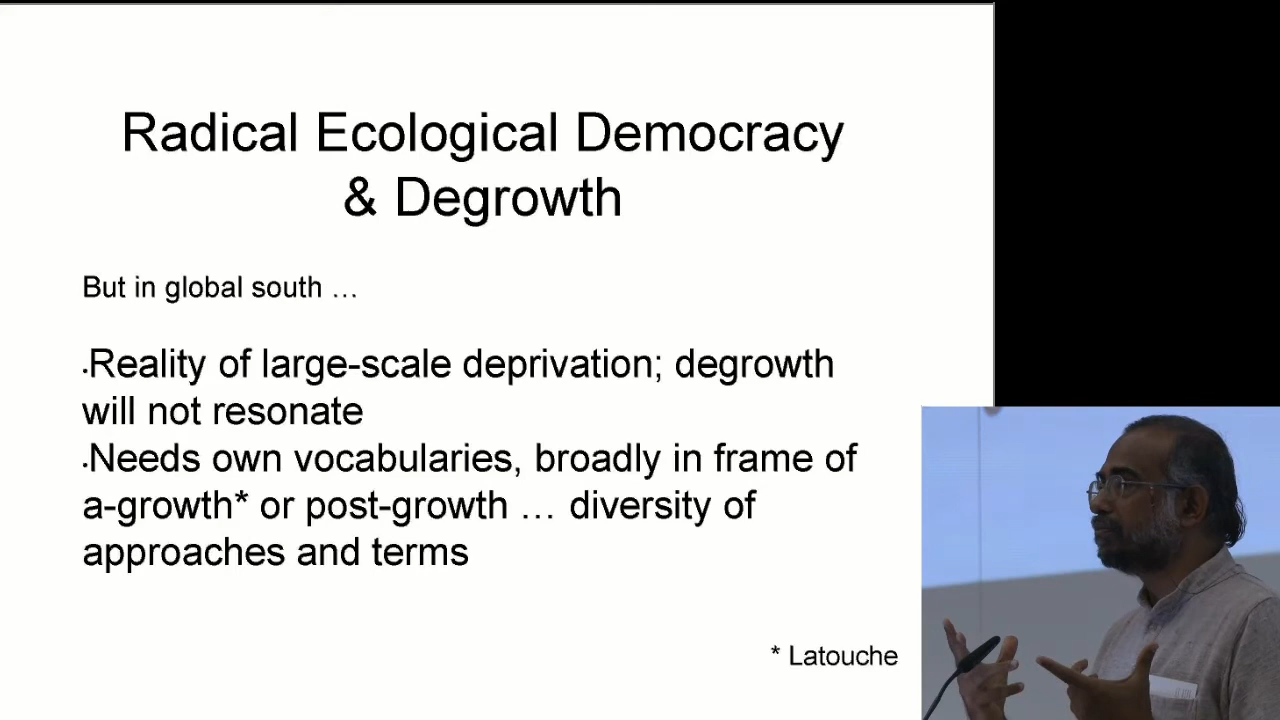 Radical Ecological Democracy
& Degrowth
But in global south …
.Reality of large-scale deprivation; degrowth
will not resonate
.Needs own vocabularies, broadly in frame of
a-growth* or post-growth … diversity of
approaches and terms
* Latouche